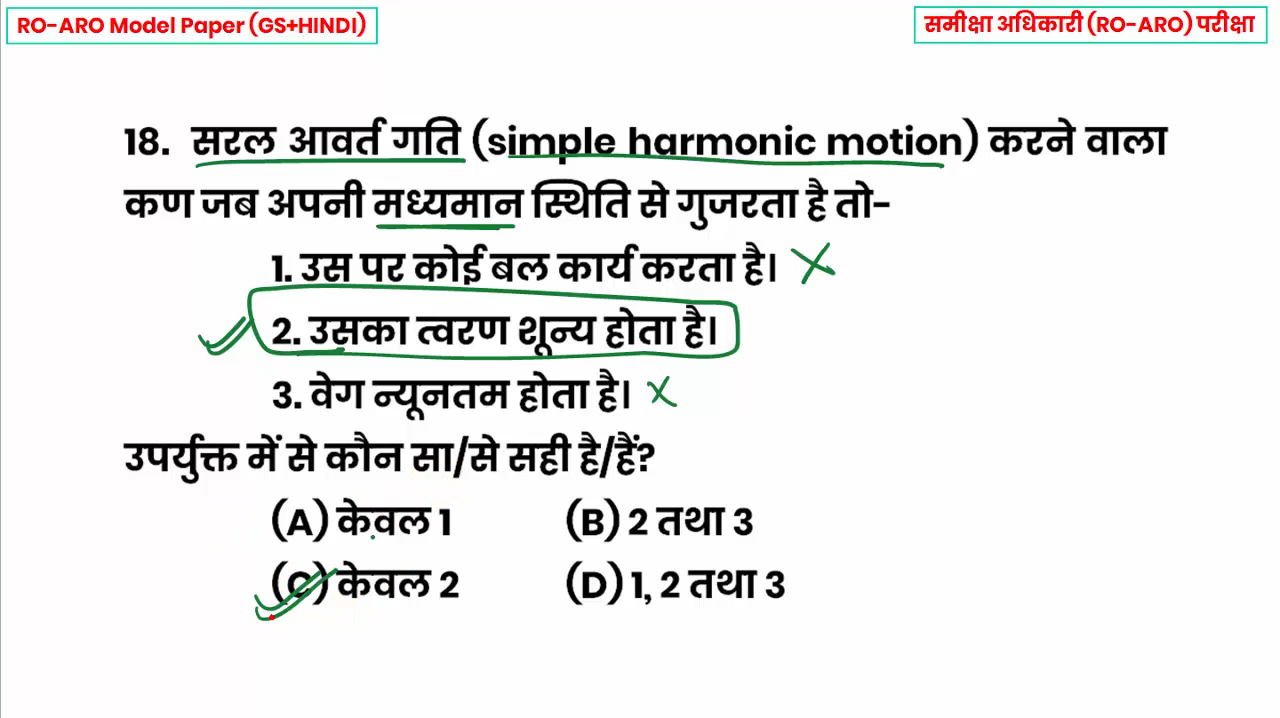 RO-ARO Model Paper (GS+HINDI)
समीक्षा अधिकारी (RO-ARO) परीक्षा
18. सरल आवर्त गति (simple harmonic motion) करने वाला
कण जब अपनी मध्यमान स्थिति से गुजरता है तो-
1. उस पर कोई बल कार्य करता है।
2. उसका त्वरण शून्य होता है।
3. वेग न्यूनतम होता है।
उपर्युक्त में से कौन सा/से सही है/हैं?
(A) केवल 1 (B) 2 तथा 3
(C) केवल 2 (D) 1, 2 तथा 3